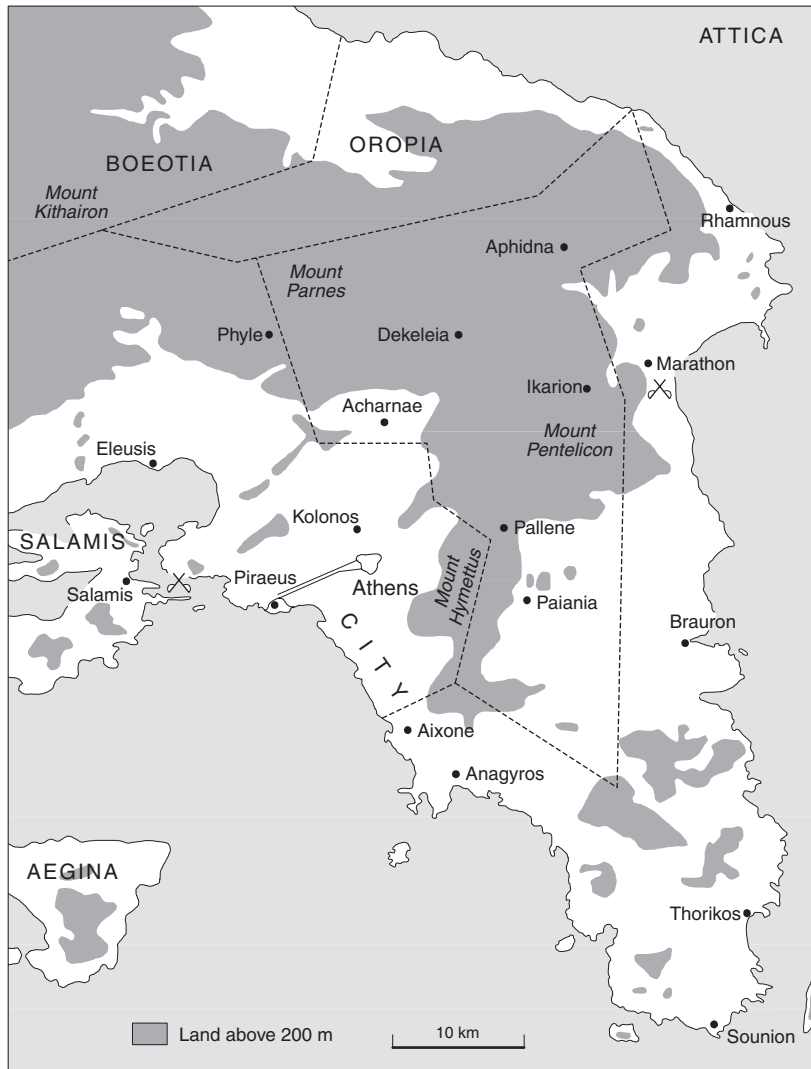 ATTICA
OROPIA
BOEOTIA
Mount
Kithairon
Rhamnous
Aphidna
Mount
Parnes
Phyle
Dekeleia
Marathon
Ikarion
Acharnae
Mount
Pentelicon
Eleusis
Kolonos
Pallene
SALAMIS
Salamis
Piraeus
Athens
Mount
Hymettus
Paiania
CITY
Brauron
Aixone
Anagyros
AEGINA
Thorikos
Land above 200 m
10 km
Sounion